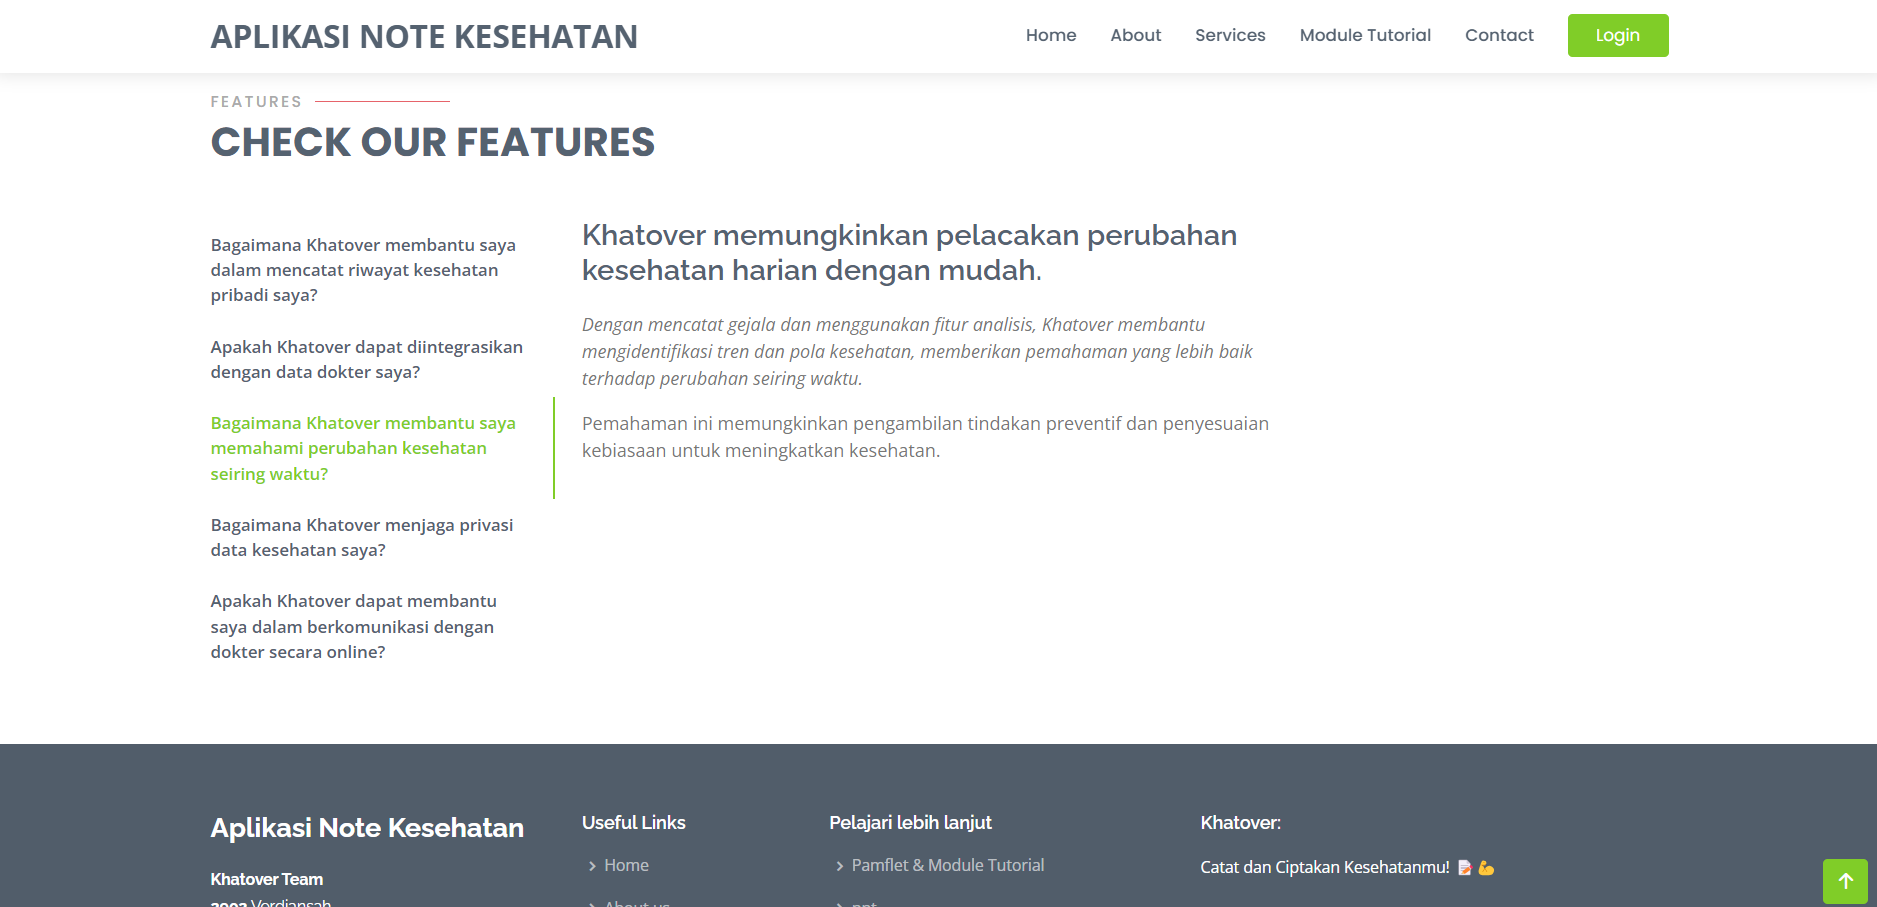 APLIKASI NOTE KESEHATAN
Home About Services Module Tutorial Contact Login
FEATURES
CHECK OUR FEATURES
Bagaimana Khatover membantu saya
dalam mencatat riwayat kesehatan
pribadi saya?
Apakah Khatover dapat diintegrasikan
dengan data dokter saya?
Bagaimana Khatover membantu saya
memahami perubahan kesehatan
seiring waktu?
Bagaimana Khatover menjaga privasi
data kesehatan saya?
Apakah Khatover dapat membantu
saya dalam berkomunikasi dengan
dokter secara online?
Khatover memungkinkan pelacakan perubahan
kesehatan harian dengan mudah.
Dengan mencatat gejala dan menggunakan fitur analisis, Khatover membantu
mengidentifikasi tren dan pola kesehatan, memberikan pemahaman yang lebih baik
terhadap perubahan seiring waktu.
Pemahaman ini memungkinkan pengambilan tindakan preventif dan penyesuaian
kebiasaan untuk meningkatkan kesehatan.
Aplikasi Note Kesehatan
Khatover Team
Useful Links
Home
About us
Pelajari lebih lanjut
Pamflet & Module Tutorial
ppt
Khatover:
Catat dan Ciptakan Kesehatanmu! 📝💪